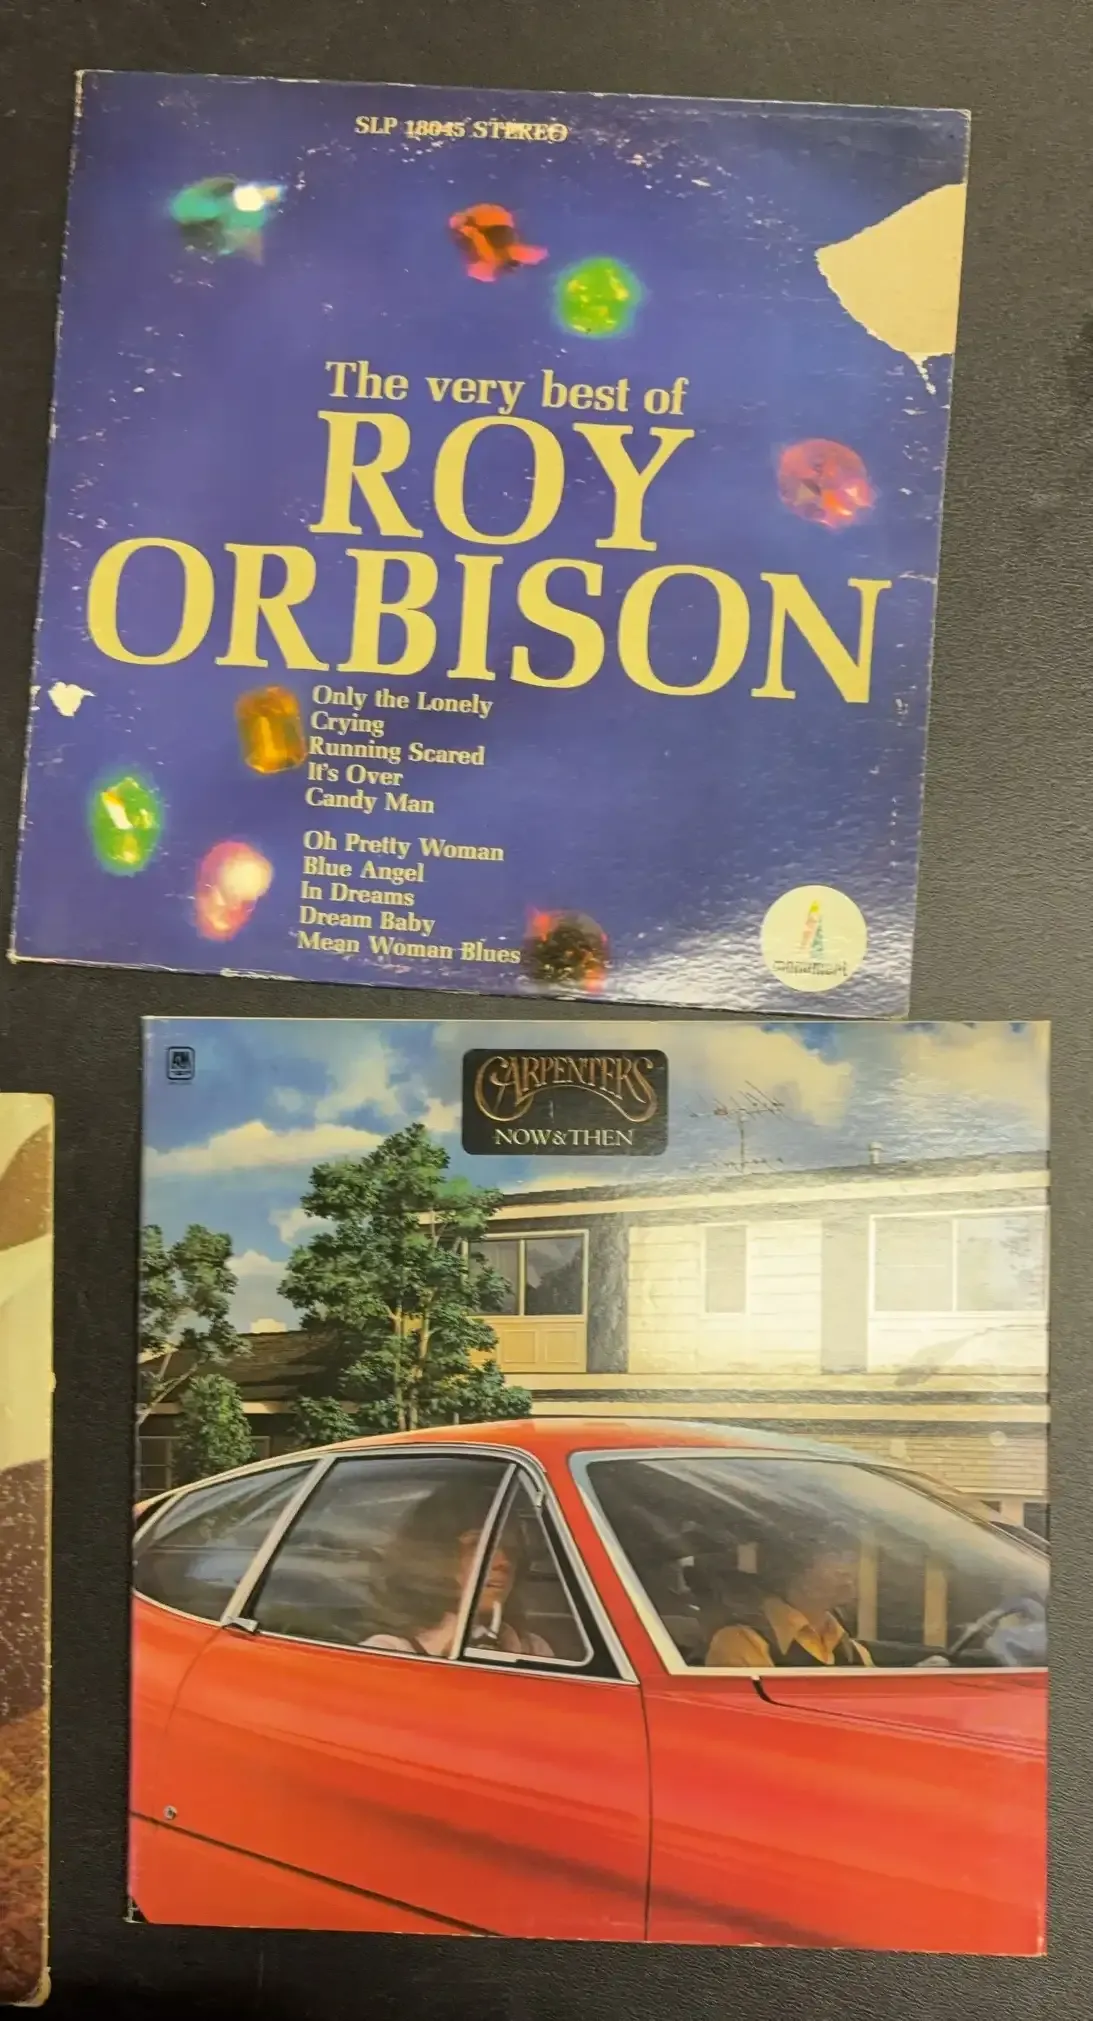 SLP 18045 STEREO
The very best of
ROY
ORBISON
Only the Lonely
Crying
Running Scared
It's Over
Candy Man
Oh Pretty Woman
Blue Angel
In Dreams
Dream Baby
Mean Woman Blues
monument
A&M
CARPENTERS
NOW & THEN